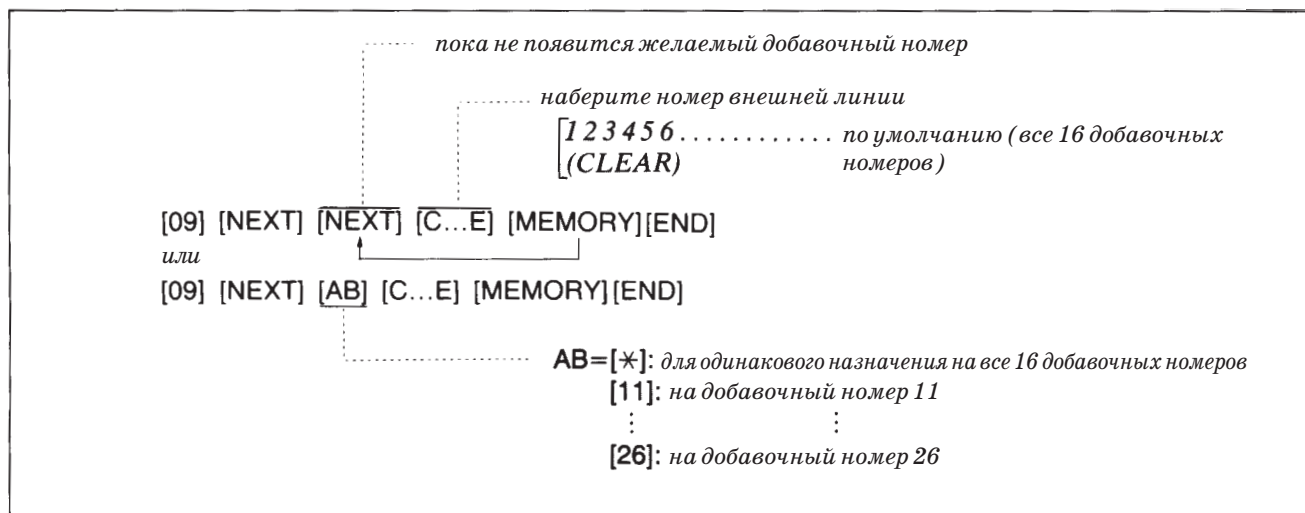 пока не появится желаемый добавочный номер
наберите номер внешней линии
1 2 3 4 5 6 . . . . . . . . . . . . по умолчанию ( все 16 добавочных
(CLEAR) номеров )
[09] [NEXT] [NEXT] [C...E] [MEMORY] [END]
или
[09] [NEXT] [AB] [C...E] [MEMORY] [END]
AB=[✳]: для одинакового назначения на все 16 добавочных номеров
[11]: на добавочный номер 11
⋮ ⋮
[26]: на добавочный номер 26